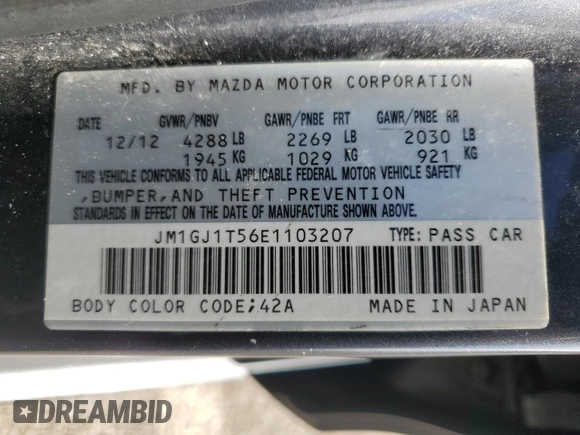 MFD. BY MAZDA MOTOR CORPORATION
DATE GVWR/PNBV GAWR/PNBE FRT GAWR/PNBE RR
12/12 4288 LB 2269 LB 2030 LB
1945 KG 1029 KG 921 KG
THIS VEHICLE CONFORMS TO ALL APPLICABLE FEDERAL MOTOR VEHICLE SAFETY
,BUMPER,AND THEFT PREVENTION
STANDARDS IN EFFECT ON THE DATE OF MANUFACTURE SHOWN ABOVE.
JM1GJ1T56E1103207 TYPE: PASS CAR
BODY COLOR CODE;42A MADE IN JAPAN
DREAMBID